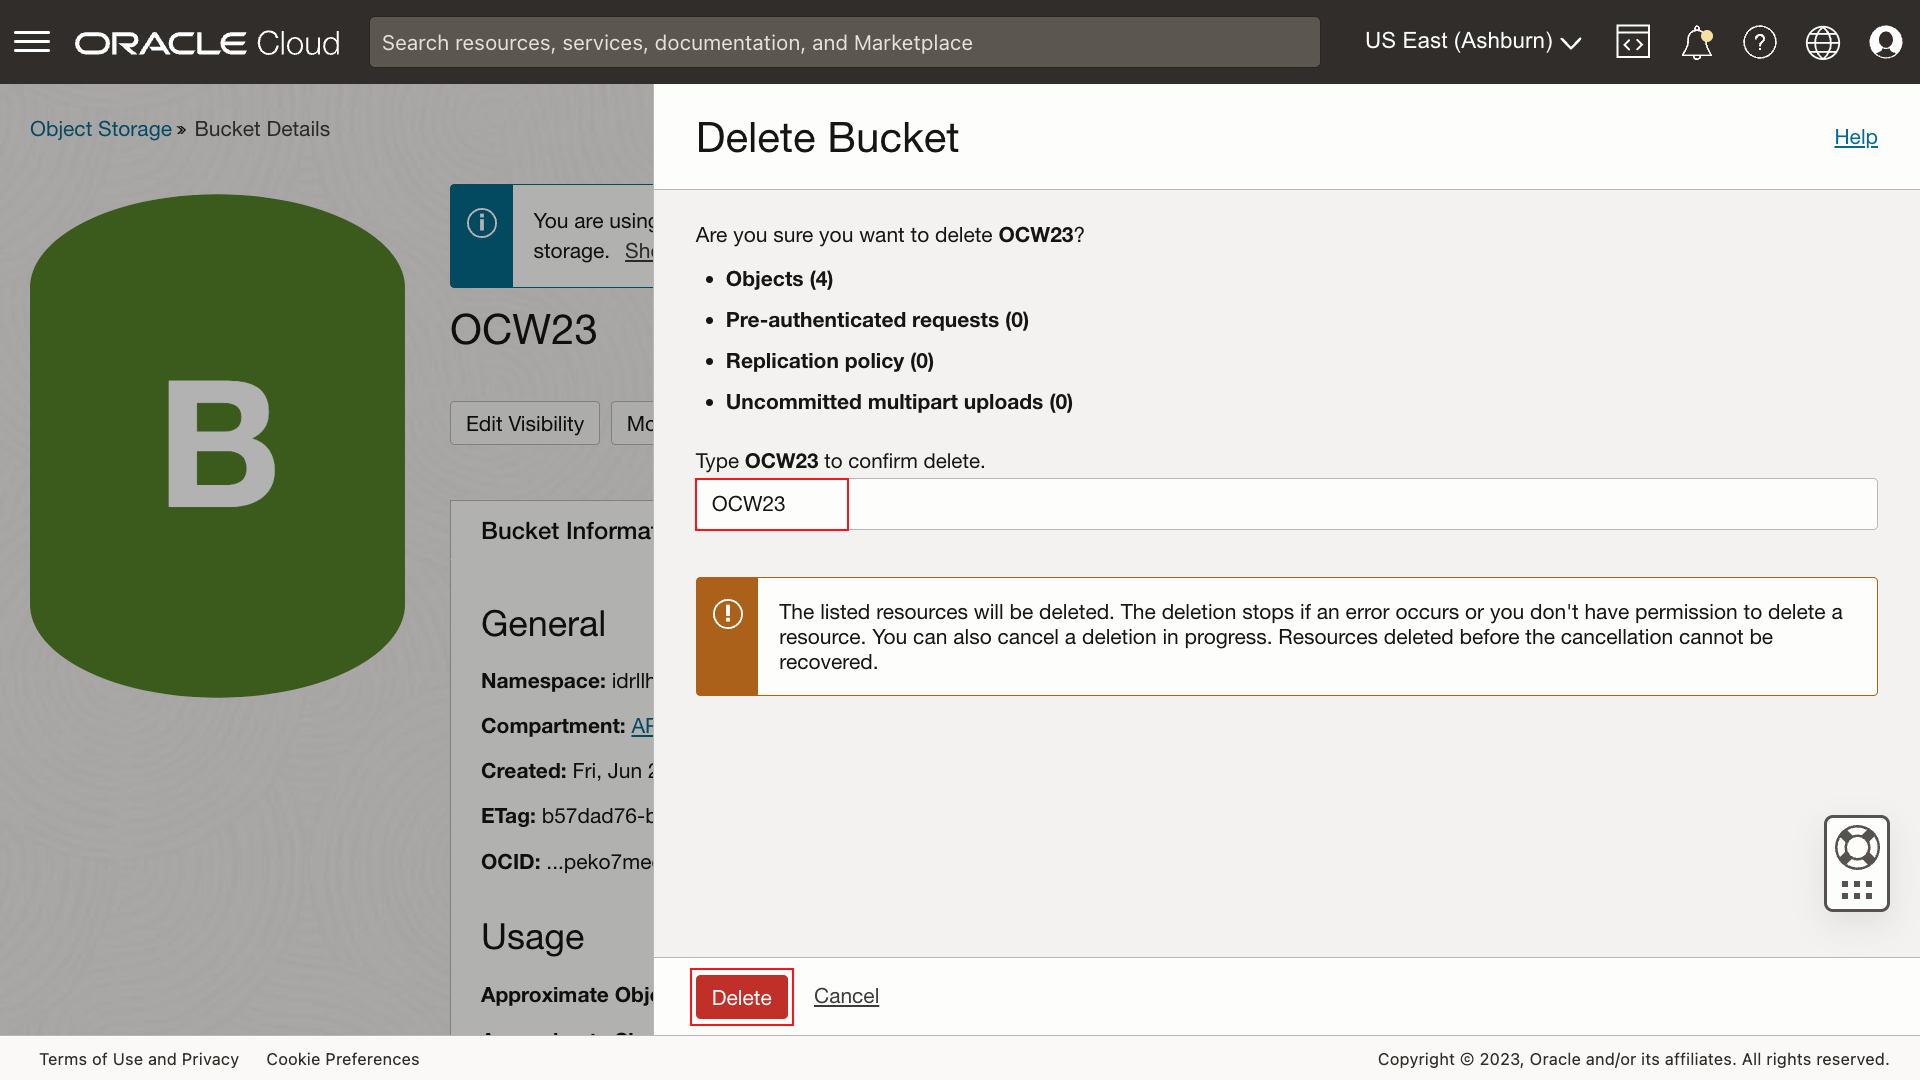 ORACLE Cloud
Search resources, services, documentation, and Marketplace
US East (Ashburn)
Object Storage » Bucket Details
B
You are using
storage.
OCW23
Edit Visibility
Bucket Informat
General
Namespace: idrllh
Compartment:
Created: Fri, Jun
ETag: b57dad76-b
OCID: ...peko7me
Usage
Approximate Obje
Delete Bucket
Help
Are you sure you want to delete OCW23?
• Objects (4)
• Pre-authenticated requests (0)
• Replication policy (0)
• Uncommitted multipart uploads (0)
Type OCW23 to confirm delete.
OCW23
The listed resources will be deleted. The deletion stops if an error occurs or you don't have permission to delete a
resource. You can also cancel a deletion in progress. Resources deleted before the cancellation cannot be
recovered.
Delete
Cancel
Terms of Use and Privacy
Cookie Preferences
Copyright © 2023, Oracle and/or its affiliates. All rights reserved.